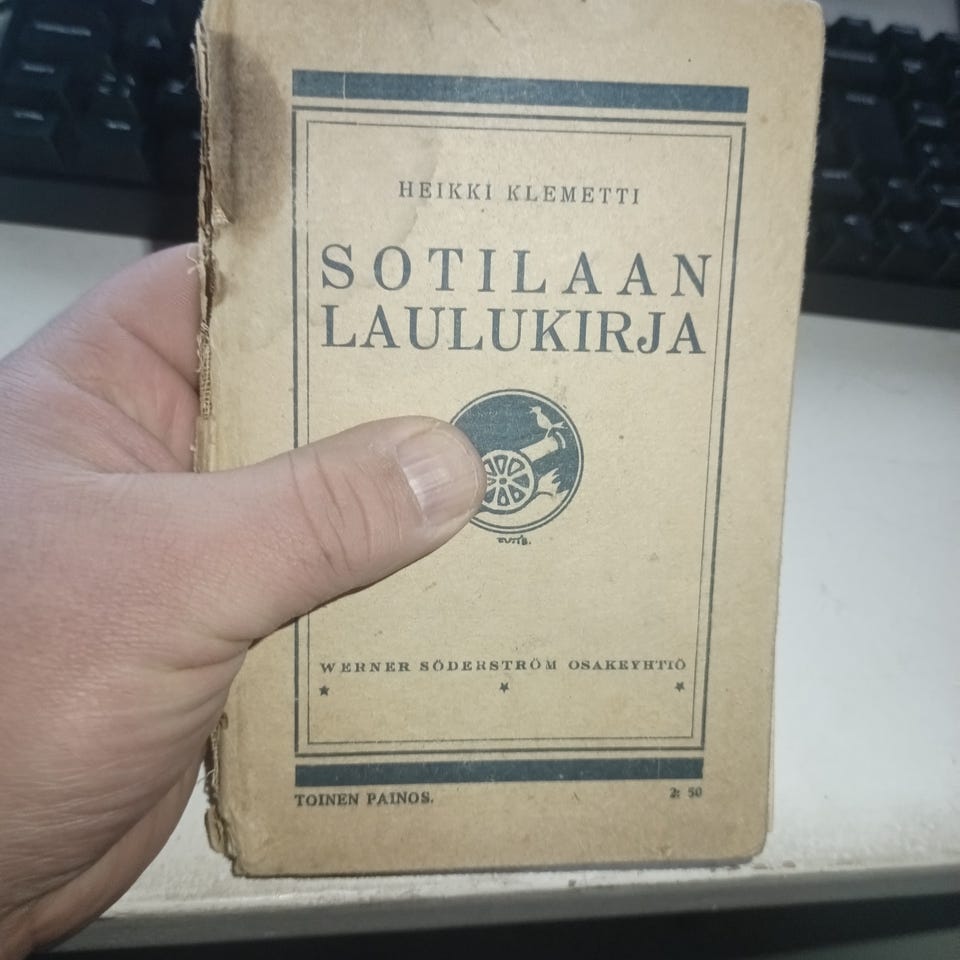 HEIKKI KLEMETTI
SOTILAAN
LAULUKIRJA
WERNER SÖDERSTRÖM OSAKEYHTIÖ
TOINEN PAINOS.
2: 50